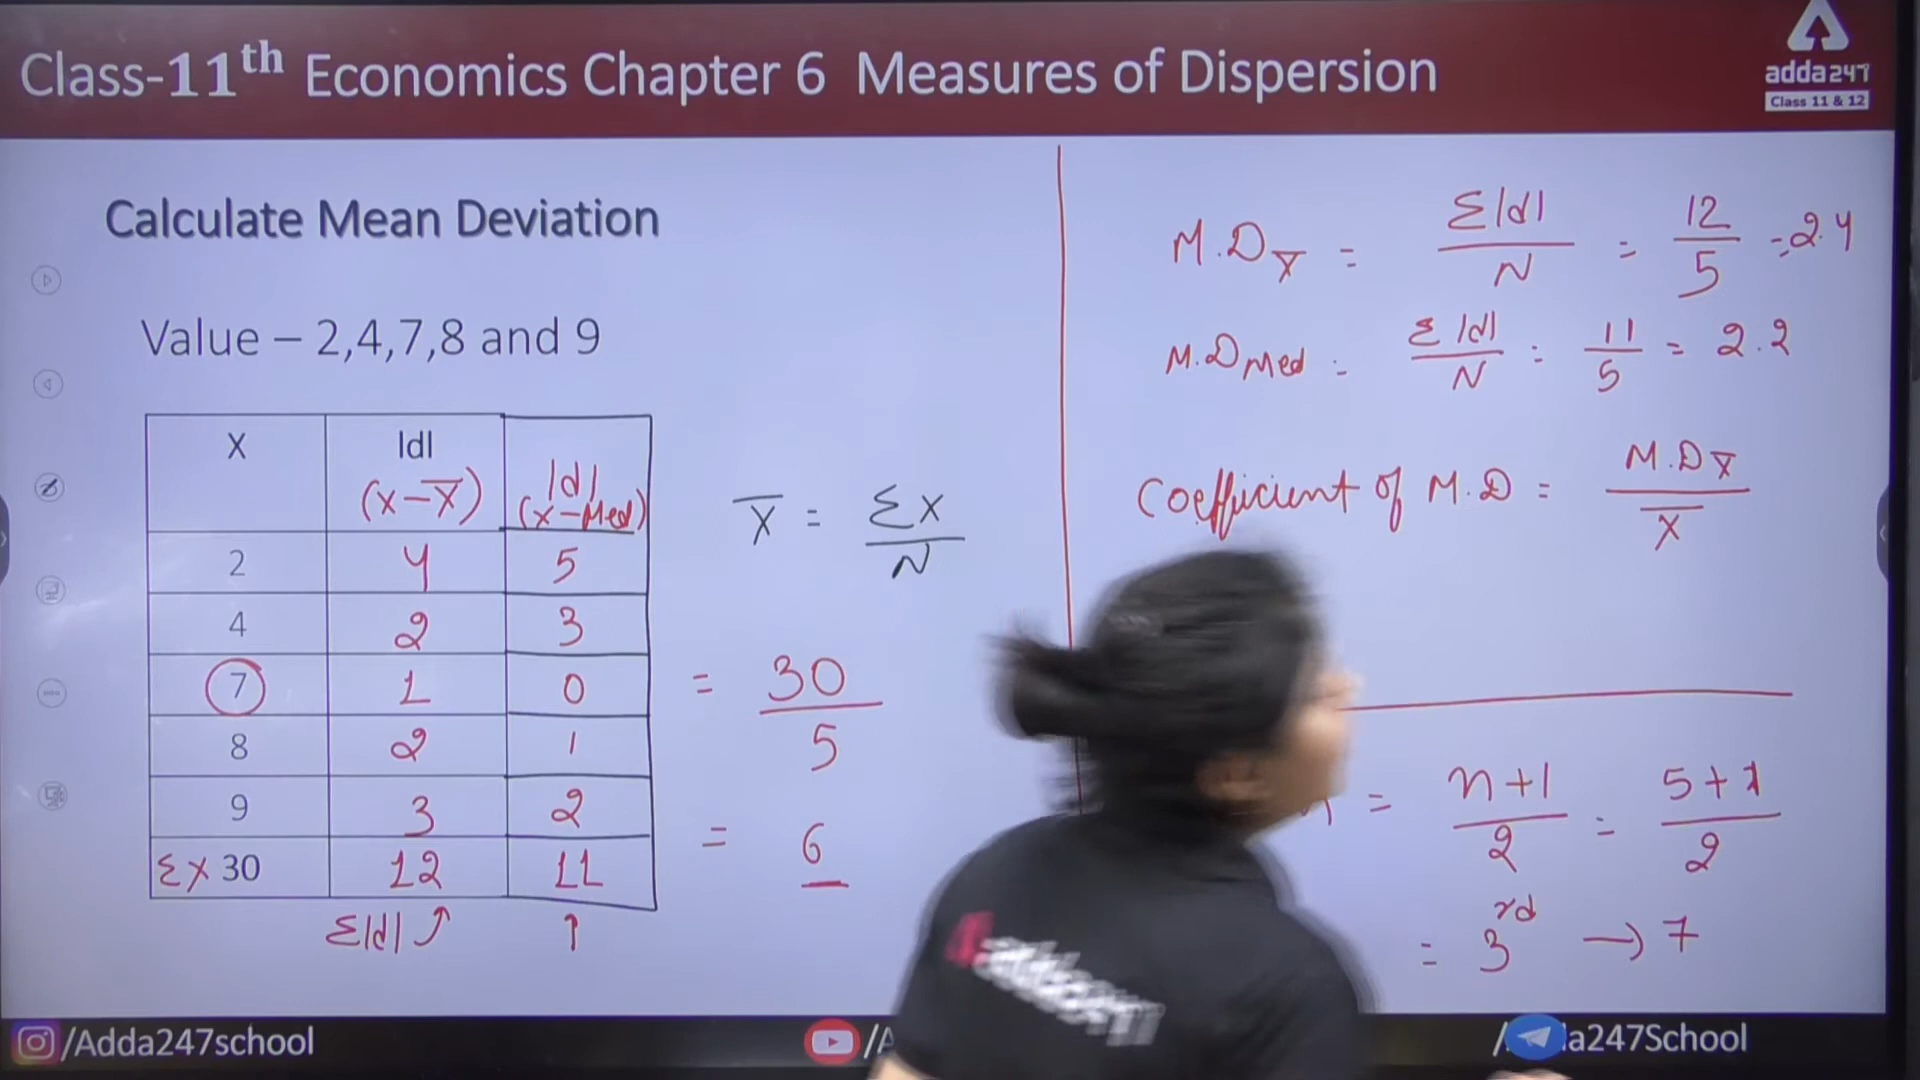 Class-11th Economics Chapter 6 Measures of Dispersion
adda247
Class 11 & 12
Calculate Mean Deviation
Value – 2,4,7,8 and 9
X |d| (x-X̅) |d| (x-Med)
2 4 5
4 2 3
7 1 0
8 2 1
9 3 2
Σx 30 12 11
Σ|d| ↑ ↑
X̅ = Σx/N
= 30/5
= 6
M.D X̅ = Σ|d|/N = 12/5 = 2.4
M.D Med = Σ|d|/N = 11/5 = 2.2
Coefficient of M.D = M.D X̅/X̅
= n+1/2 = 5+1/2
= 3rd → 7
/Adda247school
/A
a247School